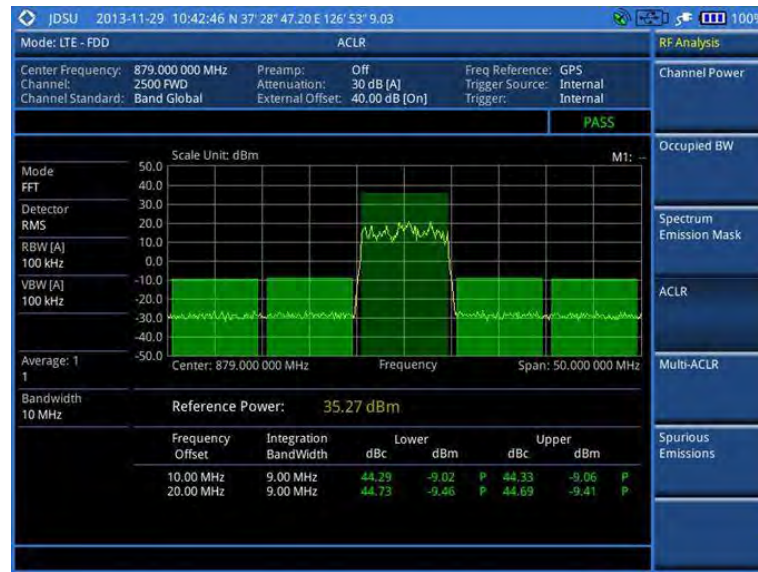 JDSU 2013-11-29 10:42:46 N 37' 28" 47.20 E 126' 53" 9.03 100%
Mode: LTE - FDD ACLR RF Analysis
Center Frequency: 879.000 000 MHz Preamp: Off Freq Reference: GPS
Channel: 2500 FWD Attenuation: 30 dB [A] Trigger Source: Internal
Channel Standard: Band Global External Offset: 40.00 dB [On] Trigger: Internal
PASS
Scale Unit: dBm M1: --
Mode
FFT
Detector
RMS
RBW [A]
100 kHz
VBW [A]
100 kHz
Average: 1
1
Bandwidth
10 MHz
50.0
40.0
30.0
20.0
10.0
0.0
-10.0
-20.0
-30.0
-40.0
-50.0
Center: 879.000 000 MHz Frequency Span: 50.000 000 MHz
Reference Power: 35.27 dBm
Frequency Integration Lower Upper
Offset BandWidth dBc dBm dBc dBm
10.00 MHz 9.00 MHz 44.29 -9.02 P 44.33 -9.06 P
20.00 MHz 9.00 MHz 44.73 -9.46 P 44.69 -9.41 P
Channel Power
Occupied BW
Spectrum
Emission Mask
ACLR
Multi-ACLR
Spurious
Emissions